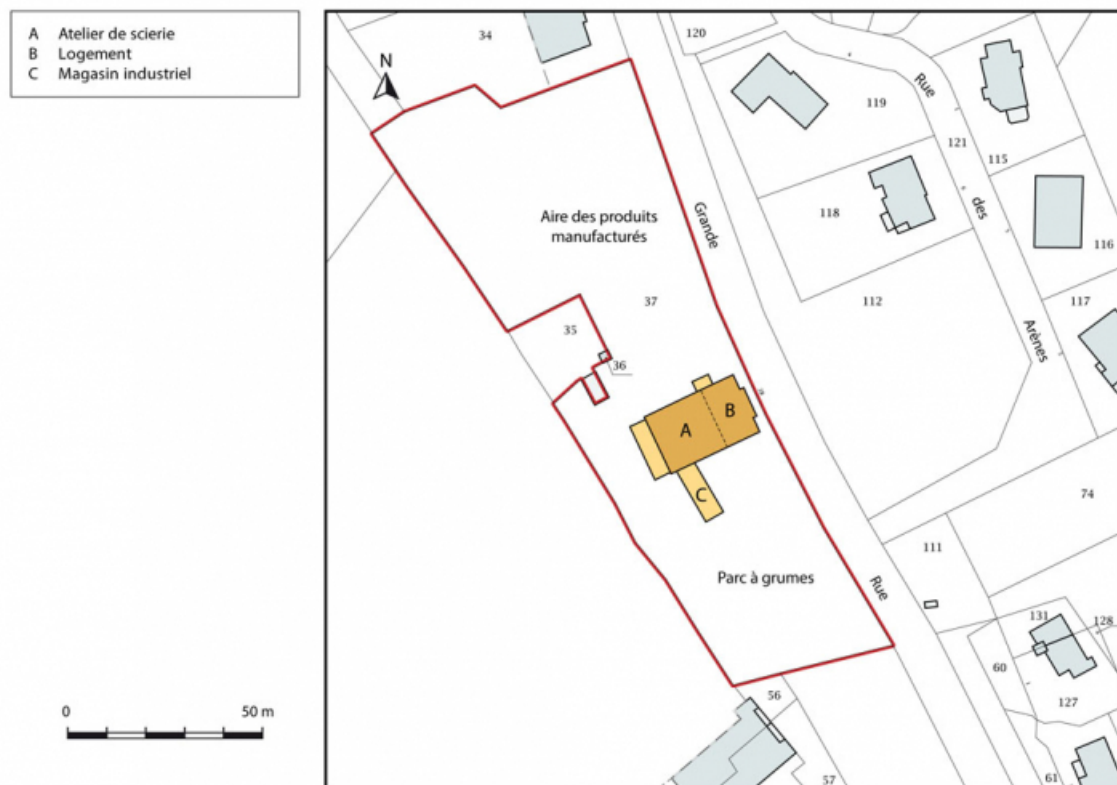 A Atelier de scierie
B Logement
C Magasin industriel
N
34
120
119
Rue
121
115
118
des
116
Aire des produits
manufacturés
Grande
37
112
117
35
Arènes
36
A
B
C
74
111
Parc à grumes
Rue
131
128
60
127
56
57
61
0 50 m